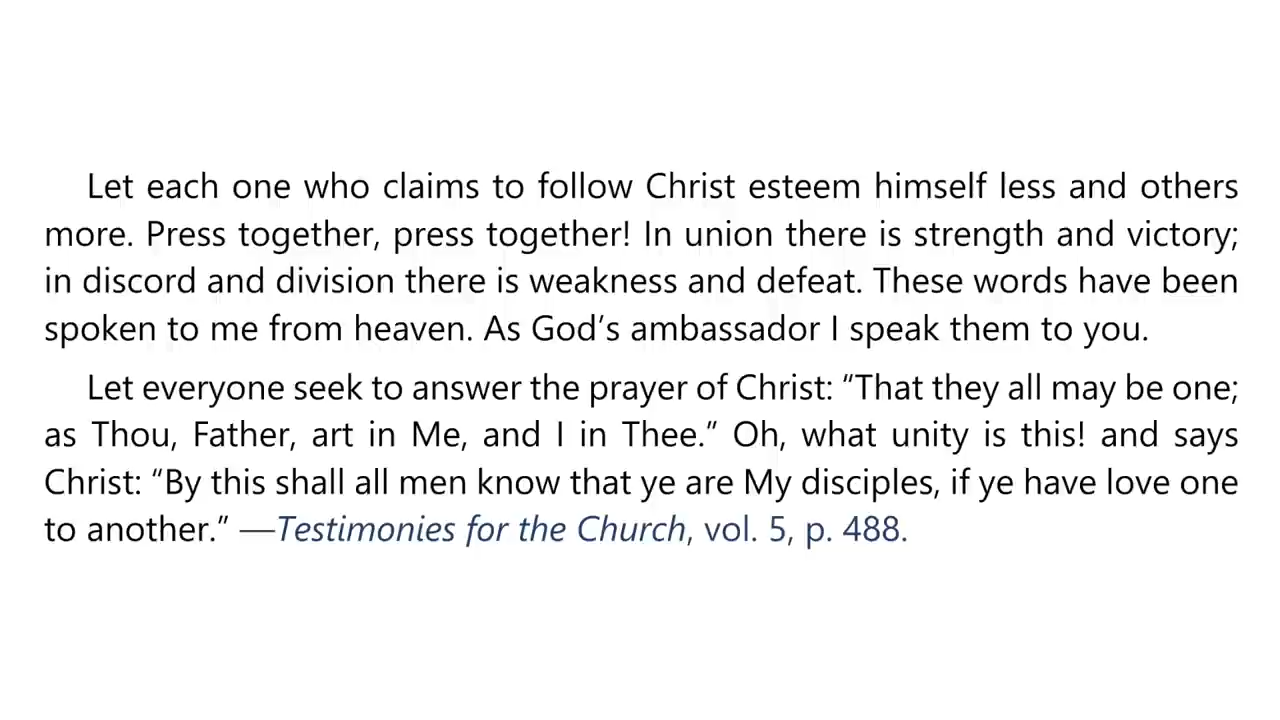 Let each one who claims to follow Christ esteem himself less and others
more. Press together, press together! In union there is strength and victory;
in discord and division there is weakness and defeat. These words have been
spoken to me from heaven. As God’s ambassador I speak them to you.
Let everyone seek to answer the prayer of Christ: “That they all may be one;
as Thou, Father, art in Me, and I in Thee.” Oh, what unity is this! and says
Christ: “By this shall all men know that ye are My disciples, if ye have love one
to another.” —Testimonies for the Church, vol. 5, p. 488.